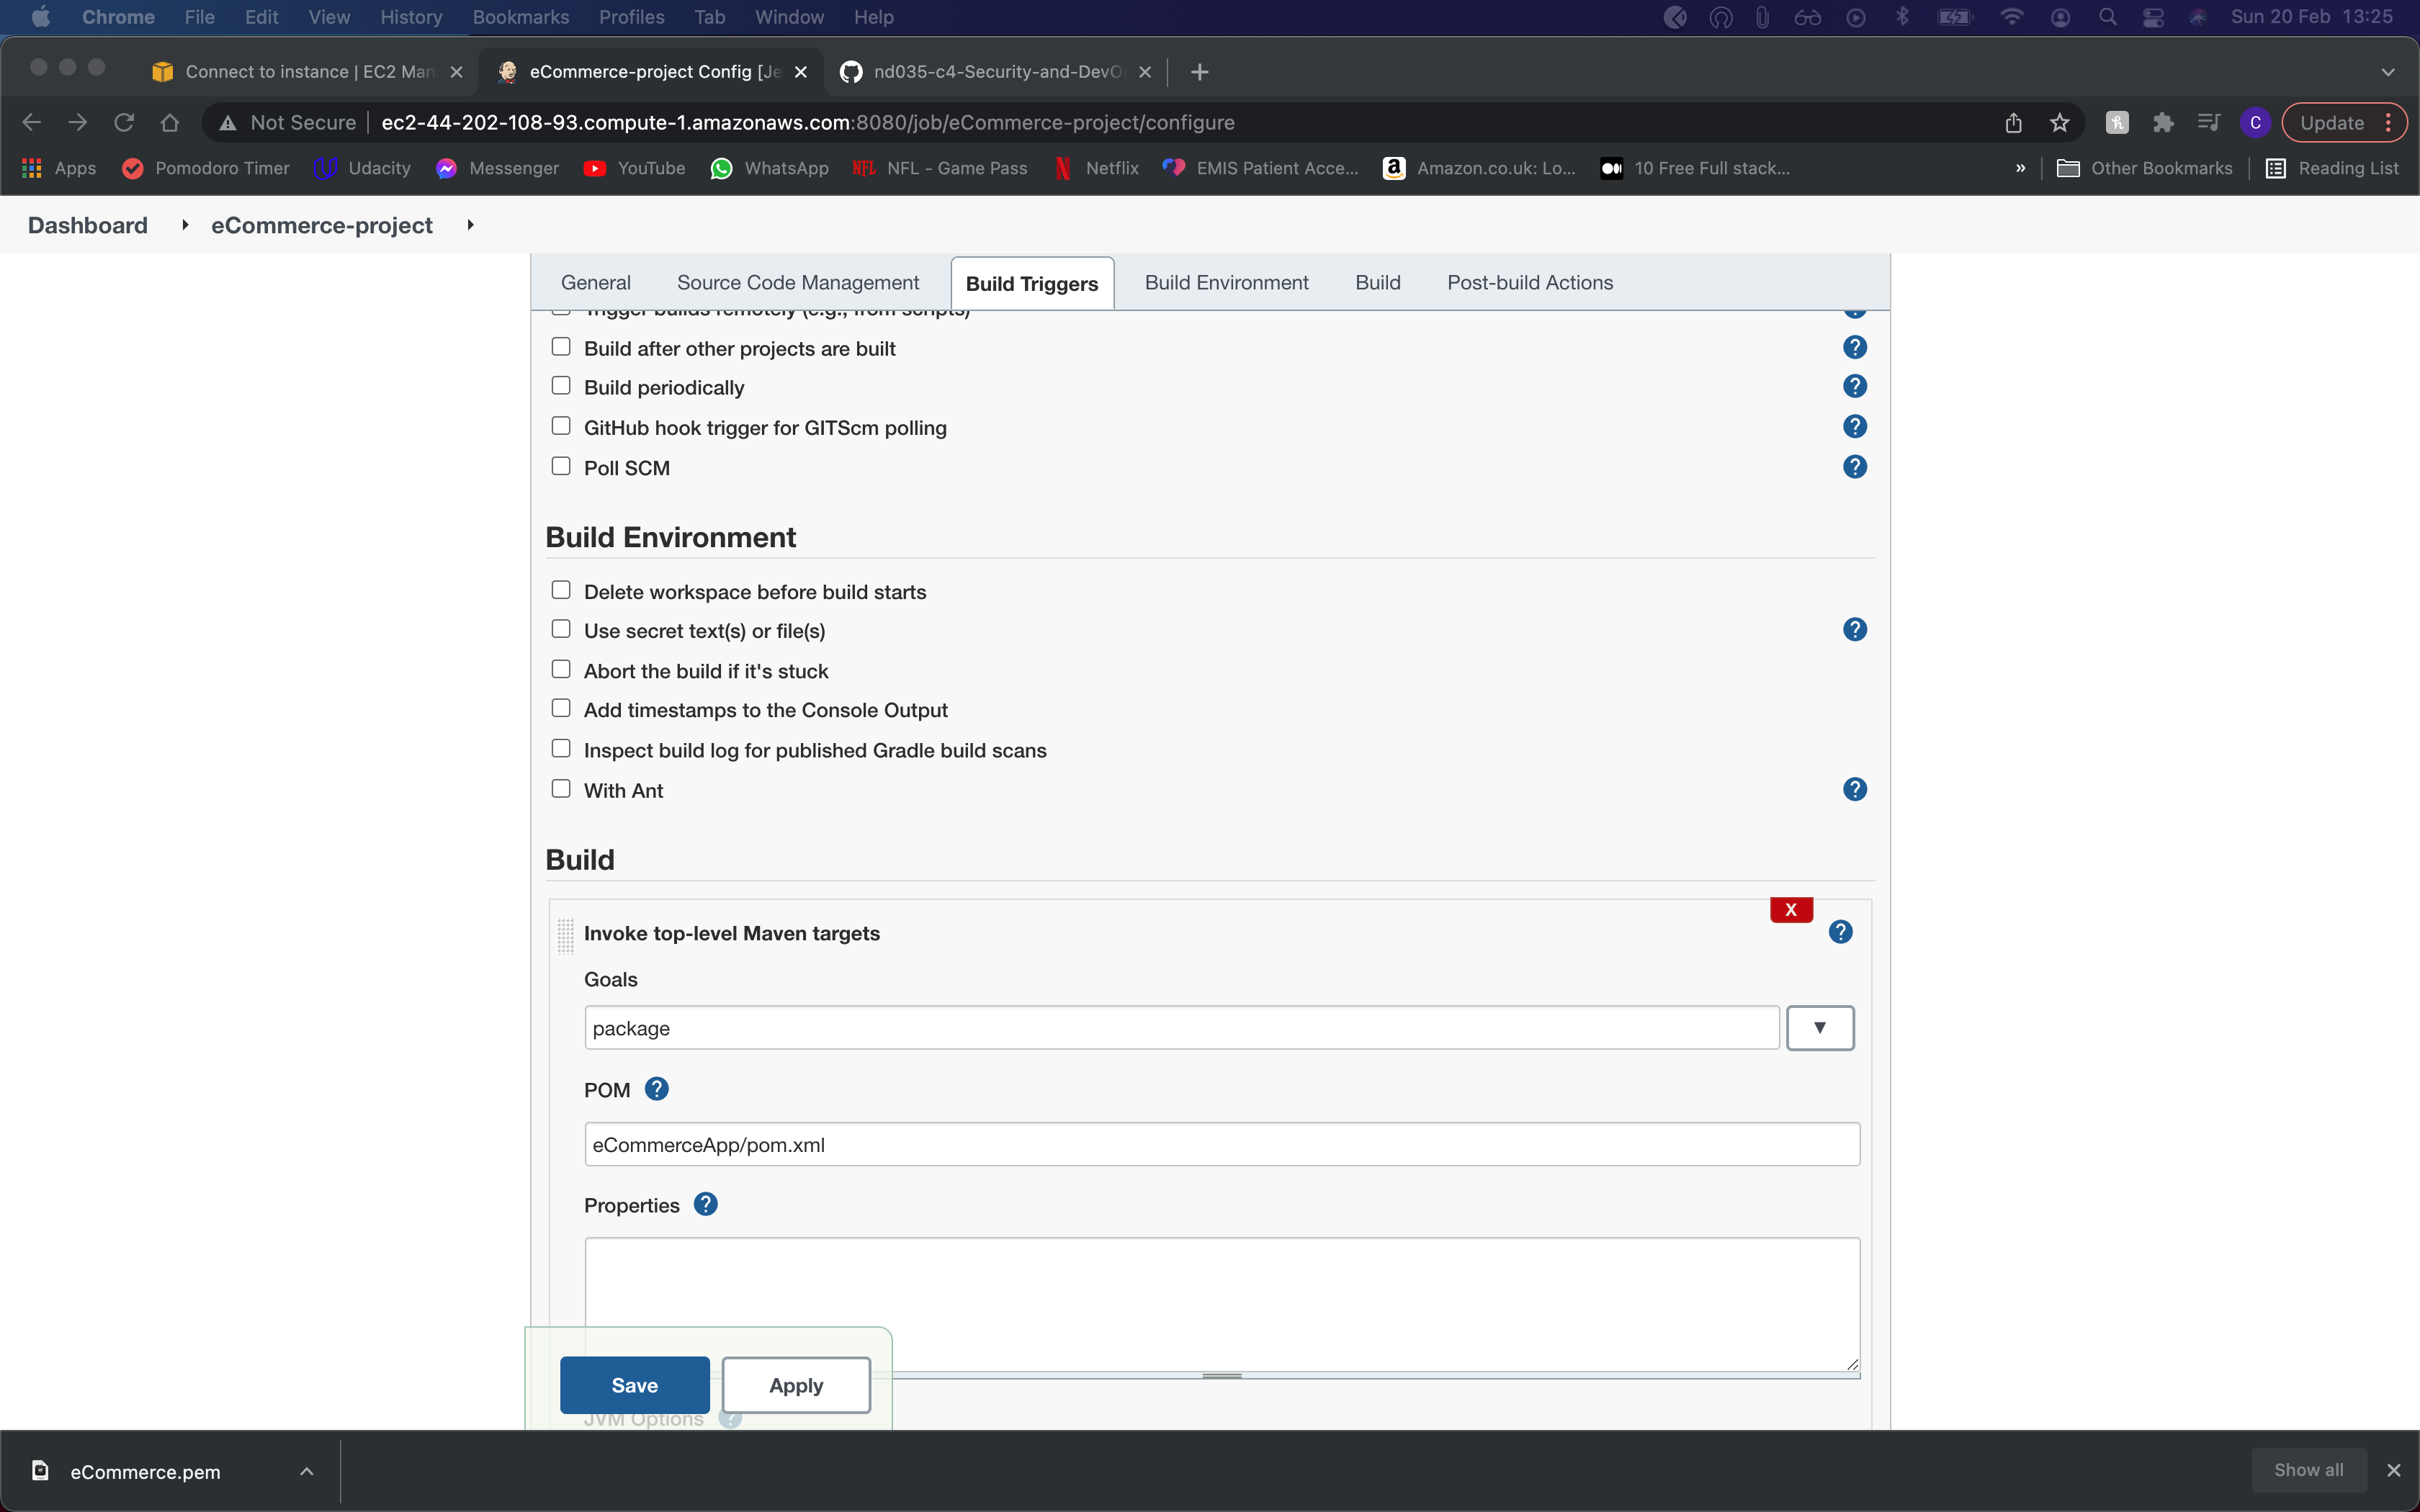 Chrome File Edit View History Bookmarks Profiles Tab Window Help Sun 20 Feb 13:25
Connect to instance | EC2 Man eCommerce-project Config [Je nd035-c4-Security-and-DevO
Not Secure ec2-44-202-108-93.compute-1.amazonaws.com:8080/job/eCommerce-project/configure C Update
Apps Pomodoro Timer Udacity Messenger YouTube WhatsApp NFL NFL - Game Pass Netflix EMIS Patient Acce... Amazon.co.uk: Lo... 10 Free Full stack... » Other Bookmarks Reading List
Dashboard eCommerce-project
General Source Code Management Build Triggers Build Environment Build Post-build Actions
Trigger builds remotely (e.g., from scripts)
Build after other projects are built ?
Build periodically ?
GitHub hook trigger for GITScm polling ?
Poll SCM ?
Build Environment
Delete workspace before build starts
Use secret text(s) or file(s) ?
Abort the build if it's stuck
Add timestamps to the Console Output
Inspect build log for published Gradle build scans
With Ant ?
Build
X
Invoke top-level Maven targets ?
Goals
package
POM ?
eCommerceApp/pom.xml
Properties ?
Save Apply
JVM Options ?
eCommerce.pem Show all